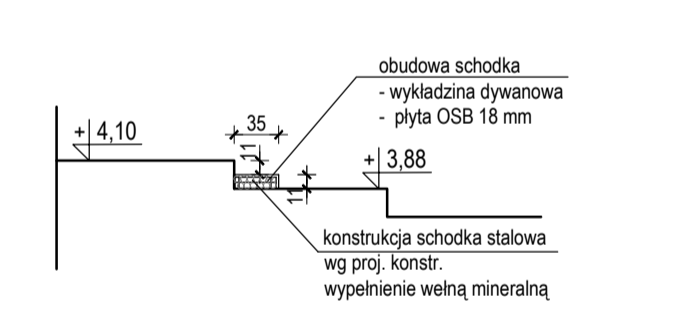 obudowa schodka
- wykładzina dywanowa
- płyta OSB 18 mm
+ 4,10
35
11
+ 3,88
11
konstrukcja schodka stalowa
wg proj. konstr.
wypełnienie wełną mineralną